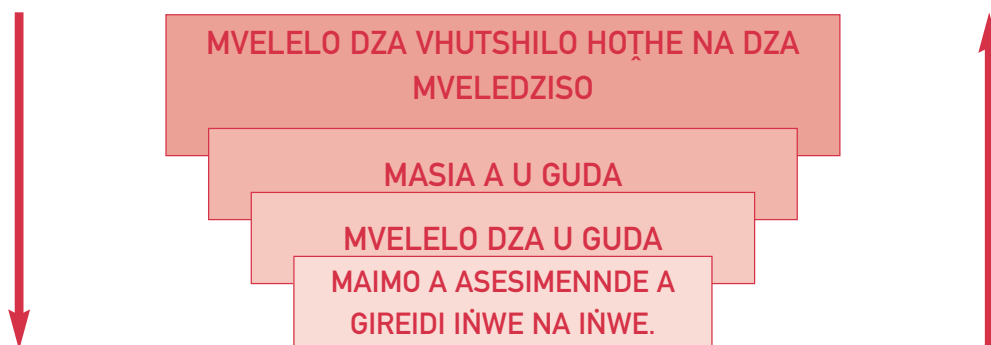 MVELELO DZA VHUTSHILO HOṰHE NA DZA
MVELEDZISO
MASIA A U GUDA
MVELELO DZA U GUDA
MAIMO A ASESIMENNDE A
GIREIDI IṄWE NA IṄWE.